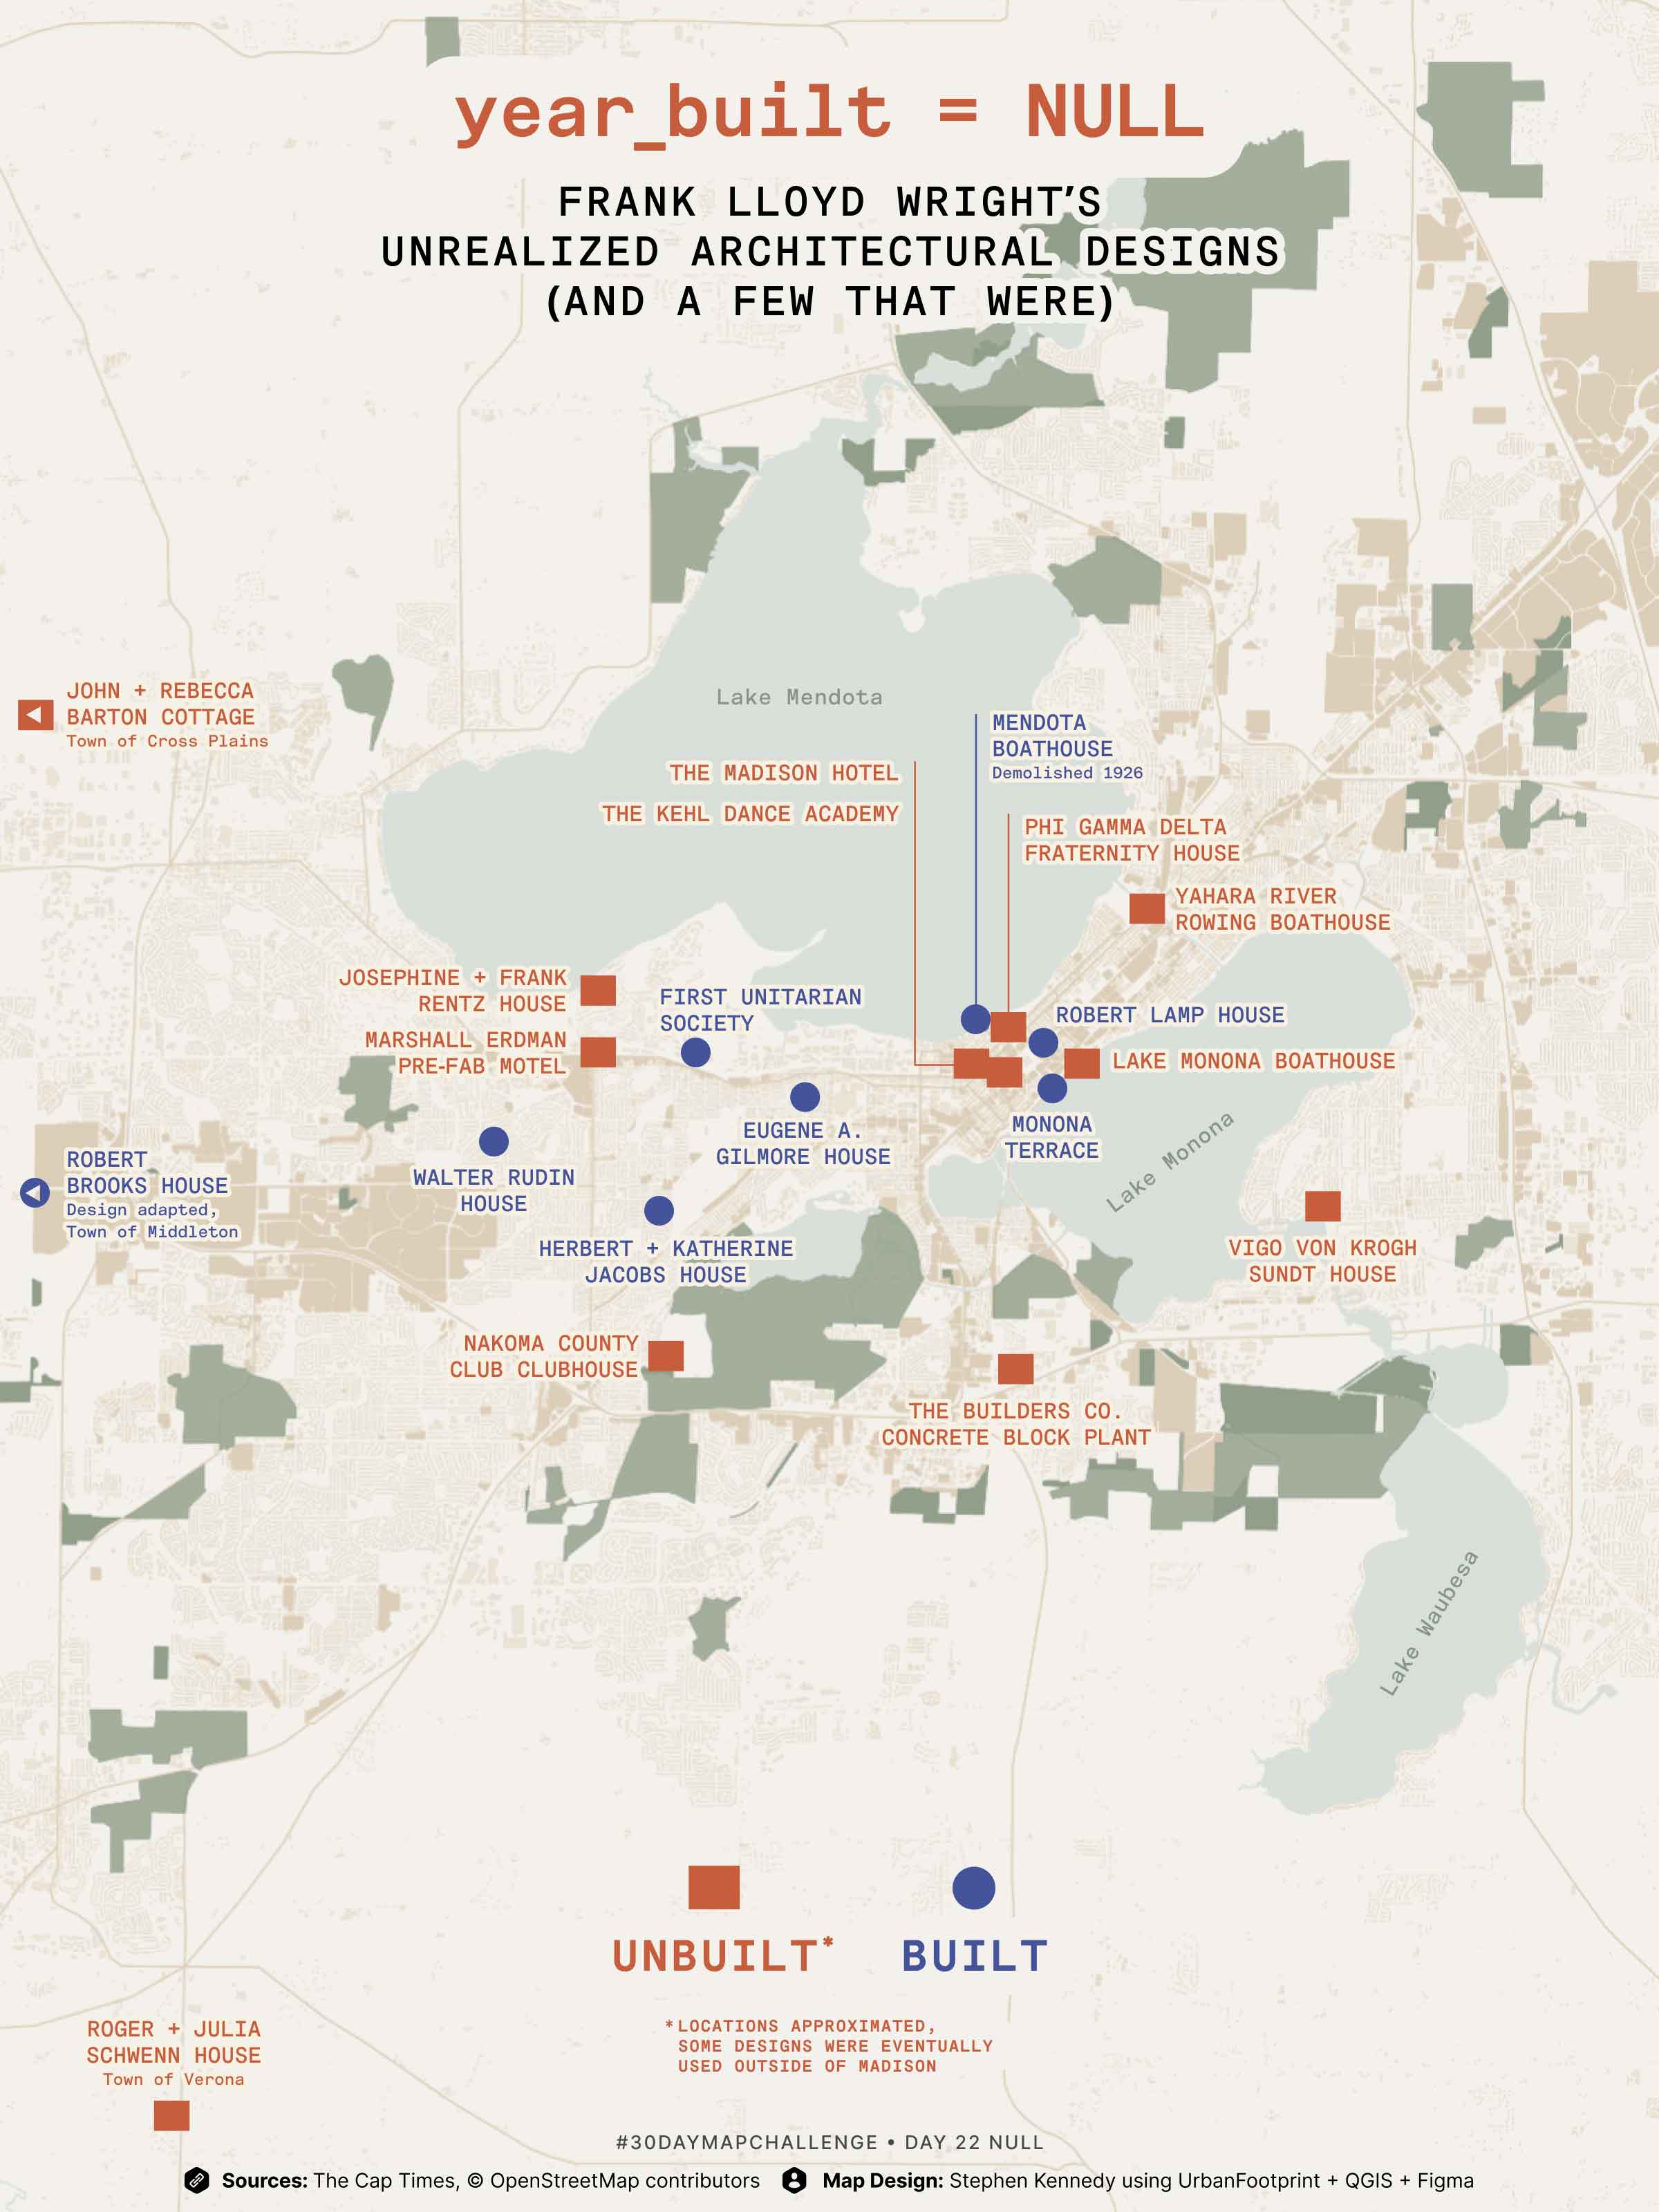 year_built = NULL
FRANK LLOYD WRIGHT’S
UNREALIZED ARCHITECTURAL DESIGNS
(AND A FEW THAT WERE)
JOHN + REBECCA
BARTON COTTAGE
Town of Cross Plains
Lake Mendota
MENDOTA
BOATHOUSE
Demolished 1926
THE MADISON HOTEL
THE KEHL DANCE ACADEMY
PHI GAMMA DELTA
FRATERNITY HOUSE
YAHARA RIVER
ROWING BOATHOUSE
JOSEPHINE + FRANK
RENTZ HOUSE
FIRST UNITARIAN
SOCIETY
ROBERT LAMP HOUSE
MARSHALL ERDMAN
PRE-FAB MOTEL
LAKE MONONA BOATHOUSE
EUGENE A.
GILMORE HOUSE
MONONA
TERRACE
Lake Monona
ROBERT
BROOKS HOUSE
Design adapted,
Town of Middleton
WALTER RUDIN
HOUSE
HERBERT + KATHERINE
JACOBS HOUSE
VIGO VON KROGH
SUNDT HOUSE
NAKOMA COUNTY
CLUB CLUBHOUSE
THE BUILDERS CO.
CONCRETE BLOCK PLANT
Lake Waubesa
UNBUILT*
BUILT
*LOCATIONS APPROXIMATED,
SOME DESIGNS WERE EVENTUALLY
USED OUTSIDE OF MADISON
ROGER + JULIA
SCHWENN HOUSE
Town of Verona
#30DAYMAPCHALLENGE • DAY 22 NULL
Sources: The Cap Times, © OpenStreetMap contributors
Map Design: Stephen Kennedy using UrbanFootprint + QGIS + Figma